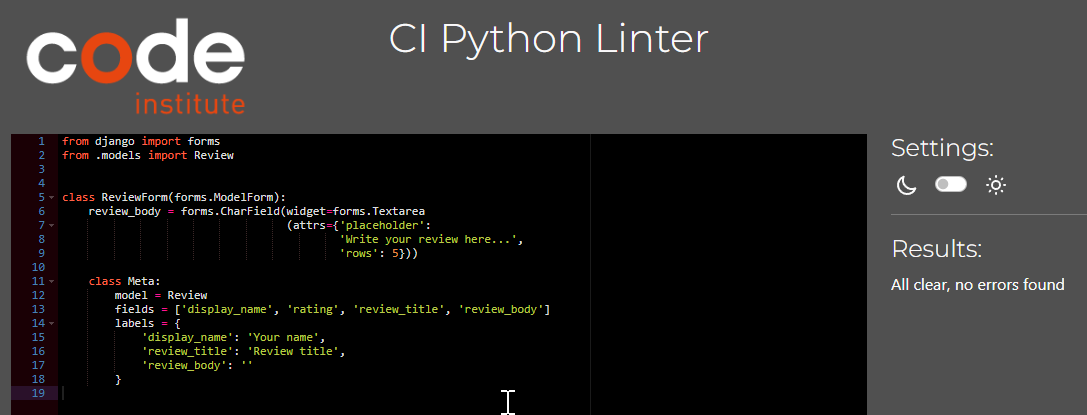 code
institute
CI Python Linter
1 from django import forms
2 from .models import Review
3
4
5 class ReviewForm(forms.ModelForm):
6     review_body = forms.CharField(widget=forms.Textarea
7                                   (attrs={'placeholder':
8                                           'Write your review here...',
9                                           'rows': 5}))
10
11     class Meta:
12         model = Review
13         fields = ['display_name', 'rating', 'review_title', 'review_body']
14         labels = {
15             'display_name': 'Your name',
16             'review_title': 'Review title',
17             'review_body': ''
18         }
19
Settings:
Results:
All clear, no errors found